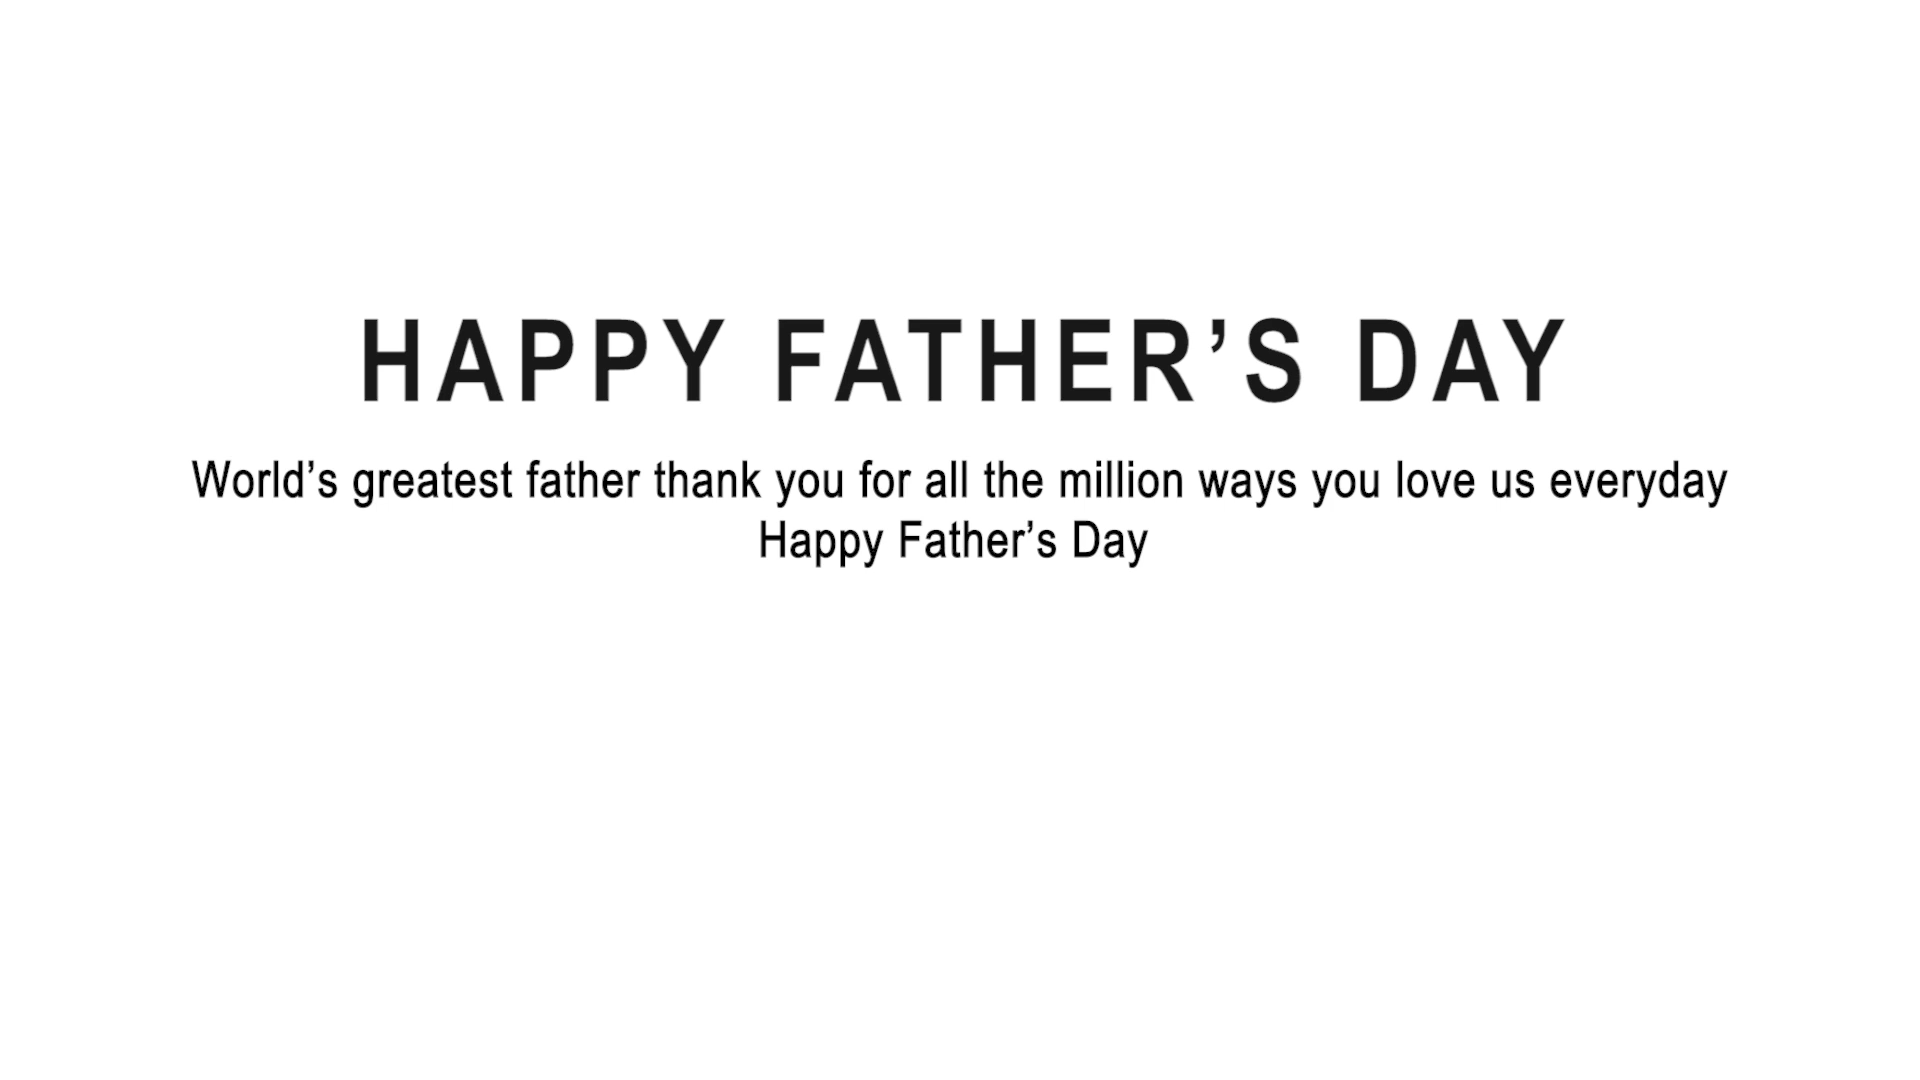 HAPPY FATHER’S DAY
World’s greatest father thank you for all the million ways you love us everyday
Happy Father’s Day